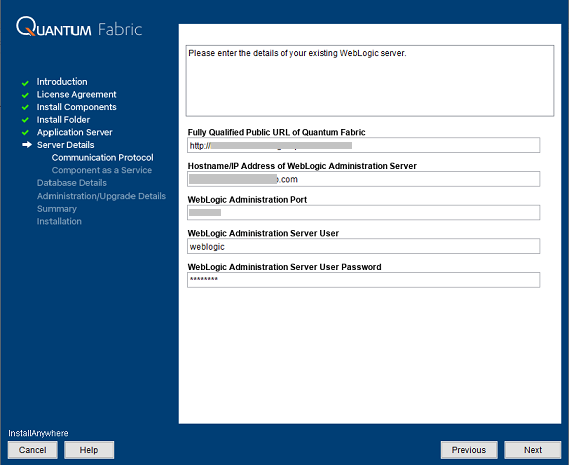 QUANTUM Fabric
Please enter the details of your existing WebLogic server.
Introduction
License Agreement
Install Components
Install Folder
Application Server
Server Details
Communication Protocol
Component as a Service
Database Details
Administration/Upgrade Details
Summary
Installation
Fully Qualified Public URL of Quantum Fabric
http://
Hostname/IP Address of WebLogic Administration Server
.com
WebLogic Administration Port
WebLogic Administration Server User
weblogic
WebLogic Administration Server User Password
********
InstallAnywhere
Cancel Help Previous Next